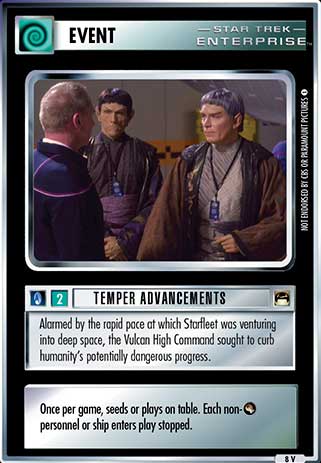 EVENT
STAR TREK
ENTERPRISE™
NOT ENDORSED BY CBS OR PARAMOUNT PICTURES
2 TEMPER ADVANCEMENTS
Alarmed by the rapid pace at which Starfleet was venturing
into deep space, the Vulcan High Command sought to curb
humanity's potentially dangerous progress.
Once per game, seeds or plays on table. Each non-
personnel or ship enters play stopped.
8 V